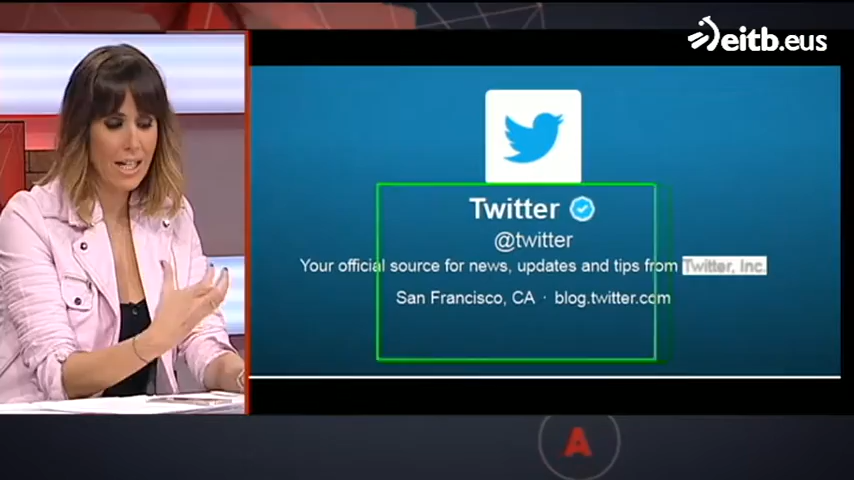 eitb.eus
Twitter
@twitter
Your official source for news, updates and tips from Twitter, Inc.
San Francisco, CA · blog.twitter.com
A